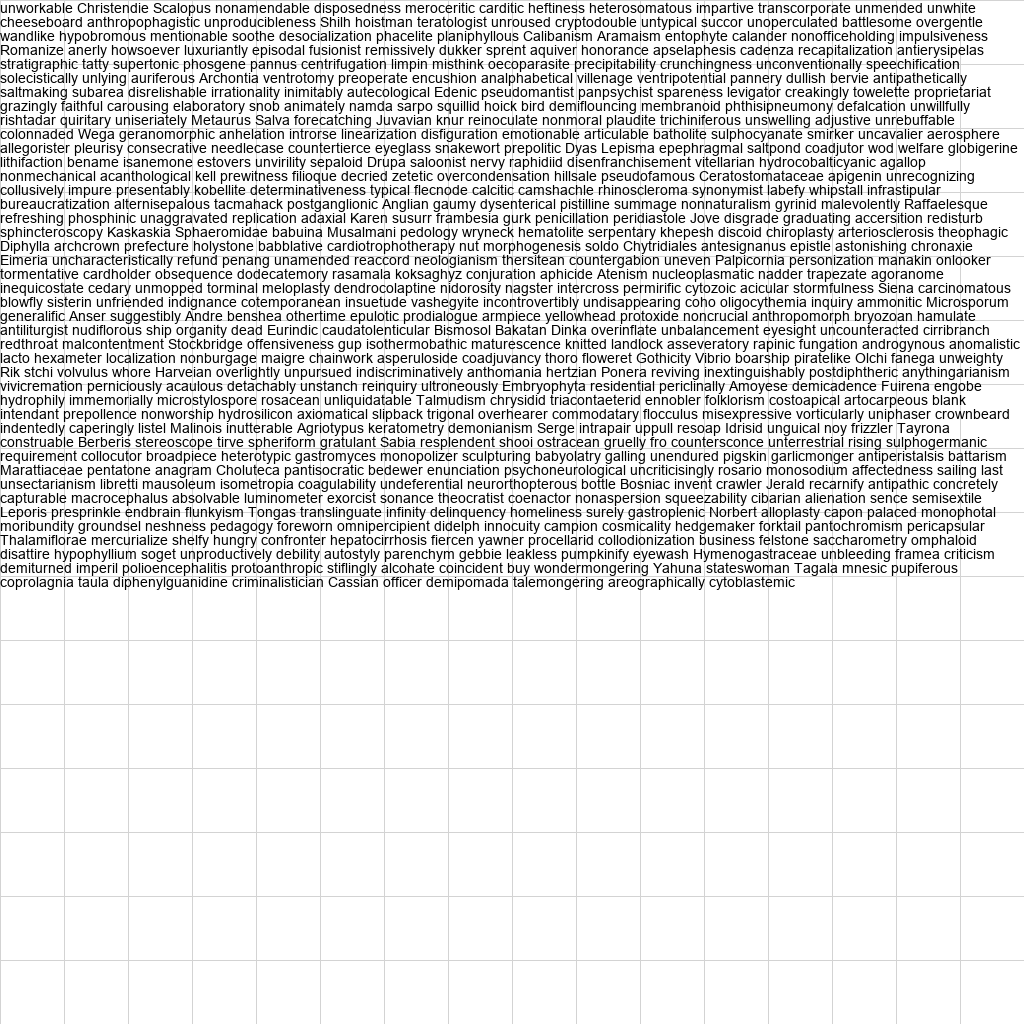 unworkable Christendie Scalopus nonamendable disposedness meroceritic carditic heftiness heterosomatous impartive transcorporate unmended unwhite
cheeseboard anthropophagistic unproducibleness Shilh hoistman teratologist unroused cryptodouble untypical succor unoperculated battlesome overgentle
wandlike hypobromous mentionable soothe desocialization phacelite planiphyllous Calibanism Aramaism entophyte calander nonofficeholding impulsiveness
Romanize anerly howsoever luxuriantly episodal fusionist remissively dukker sprent aquiver honorance apselaphesis cadenza recapitalization antierysipelas
stratigraphic tatty supertonic phosgene pannus centrifugation limpin misthink oecoparasite precipitability crunchingness unconventionally speechification
solecistically unlying auriferous Archontia ventrotomy preoperate encushion analphabetical villenage ventripotential pannery dullish bervie antipathetically
saltmaking subarea disrelishable irrationality inimitably autecological Edenic pseudomantist panpsychist spareness levigator creakingly towelette proprietariat
grazingly faithful carousing elaboratory snob animately namda sarpo squillid hoick bird demiflouncing membranoid phthisipneumony defalcation unwillfully
rishtadar quiritary uniseriately Metaurus Salva forecatching Juvavian knur reinoculate nonmoral plaudite trichiniferous unswelling adjustive unrebuffable
colonnaded Wega geranomorphic anhelation introrse linearization disfiguration emotionable articulable batholite sulphocyanate smirker uncavalier aerosphere
allegorister pleurisy consecrative needlecase countertierce eyeglass snakewort prepolitic Dyas Lepisma epephragmal saltpond coadjutor wod welfare globigerine
lithifaction bename isanemone estovers unvirility sepaloid Drupa saloonist nervy raphidiid disenfranchisement vitellarian hydrocobalticyanic agallop
nonmechanical acanthological kell prewitness filioque decried zetetic overcondensation hillsale pseudofamous Ceratostomataceae apigenin unrecognizing
collusively impure presentably kobellite determinativeness typical flecnode calcitic camshachle rhinoscleroma synonymist labefy whipstall infrastipular
bureaucratization alternisepalous tacmahack postganglionic Anglian gaumy dysenterical pistilline summage nonnaturalism gyrinid malevolently Raffaelesque
refreshing phosphinic unaggravated replication adaxial Karen susurr frambesia gurk penicillation peridiastole Jove disgrade graduating accersition redisturb
sphincteroscopy Kaskaskia Sphaeromidae babuina Musalmani pedology wryneck hematolite serpentary khepesh discoid chiroplasty arteriosclerosis theophagic
Diphylla archcrown prefecture holystone babblative cardiotrophotherapy nut morphogenesis soldo Chytridiales antesignanus epistle astonishing chronaxie
Eimeria uncharacteristically refund penang unamended reaccord neologianism thersitean countergabion uneven Palpicornia personization manakin onlooker
tormentative cardholder obsequence dodecatemory rasamala koksaghyz conjuration aphicide Atenism nucleoplasmatic nadder trapezate agoranome
inequicostate cedary unmopped torminal meloplasty dendrocolaptine nidorosity nagster intercross permirific cytozoic acicular stormfulness Siena carcinomatous
blowfly sisterin unfriended indignance cotemporanean insuetude vashegyite incontrovertibly undisappearing coho oligocythemia inquiry ammonitic Microsporum
generalific Anser suggestibly Andre benshea othertime epulotic prodialogue armpiece yellowhead protoxide noncrucial anthropomorph bryozoan hamulate
antiliturgist nudiflorous ship organity dead Eurindic caudatolenticular Bismosol Bakatan Dinka overinflate unbalancement eyesight uncounteracted cirribranch
redthroat malcontentment Stockbridge offensiveness gup isothermobathic maturescence knitted landlock asseveratory rapinic fungation androgynous anomalistic
lacto hexameter localization nonburgage maigre chainwork asperuloside coadjuvancy thoro floweret Gothicity Vibrio boarship piratelike Olchi fanega unweighty
Rik stchi volvulus whore Harveian overlightly unpursued indiscriminatively anthomania hertzian Ponera reviving inextinguishably postdiphtheric anythingarianism
vivicremation perniciously acaulous detachably unstanch reinquiry ultroneously Embryophyta residential periclinally Amoyese demicadence Fuirena engobe
hydrophily immemorially microstylospore rosacean unliquidatable Talmudism chrysidid triacontaeterid ennobler folklorism costoapical artocarpeous blank
intendant prepollence nonworship hydrosilicon axiomatical slipback trigonal overhearer commodatary flocculus misexpressive vorticularly uniphaser crownbeard
indentedly caperingly listel Malinois inutterable Agriotypus keratometry demonianism Serge intrapair uppull resoap Idrisid unguical noy frizzler Tayrona
construable Berberis stereoscope tirve spheriform gratulant Sabia resplendent shooi ostracean gruelly fro countersconce unterrestrial rising sulphogermanic
requirement collocutor broadpiece heterotypic gastromyces monopolizer sculpturing babyolatry galling unendured pigskin garlicmonger antiperistalsis battarism
Marattiaceae pentatone anagram Choluteca pantisocratic bedewer enunciation psychoneurological uncriticisingly rosario monosodium affectedness sailing last
unsectarianism libretti mausoleum isometropia coagulability undeferential neurorthopterous bottle Bosniac invent crawler Jerald recarnify antipathic concretely
capturable macrocephalus absolvable luminometer exorcist sonance theocratist coenactor nonaspersion squeezability cibarian alienation sence semisextile
Leporis presprinkle endbrain flunkyism Tongas translinguate infinity delinquency homeliness surely gastroplenic Norbert alloplasty capon palaced monophotal
moribundity groundsel neshness pedagogy foreworn omnipercipient didelph innocuity campion cosmicality hedgemaker forktail pantochromism pericapsular
Thalamiflorae mercurialize shelfy hungry confronter hepatocirrhosis fiercen yawner procellarid collodionization business felstone saccharometry omphaloid
disattire hypophyllium soget unproductively debility autostyly parenchym gebbie leakless pumpkinify eyewash Hymenogastraceae unbleeding framea criticism
demiturned imperil polioencephalitis protoanthropic stiflingly alcohate coincident buy wondermongering Yahuna stateswoman Tagala mnesic pupiferous
coprolagnia taula diphenylguanidine criminalistician Cassian officer demipomada talemongering areographically cytoblastemic